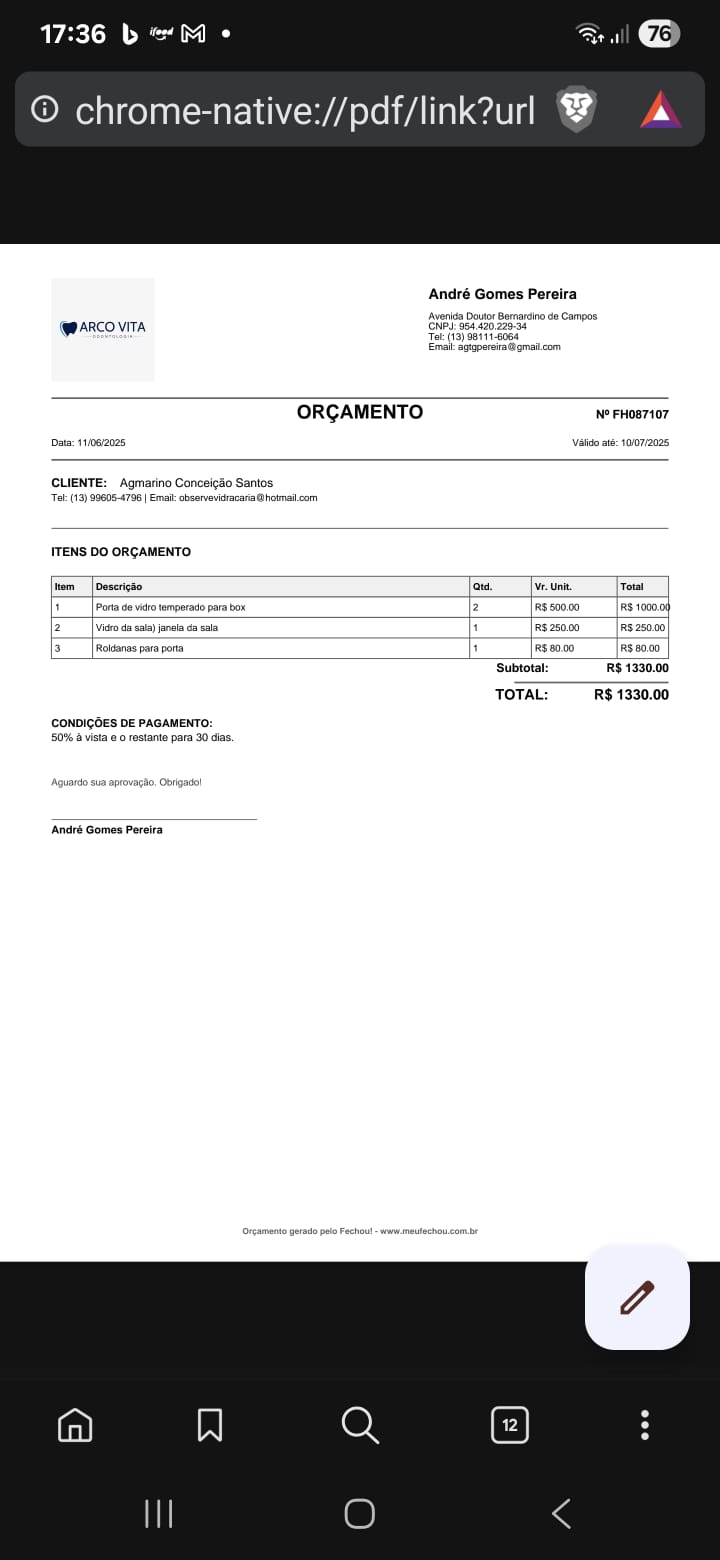 17:36 ifood 76
chrome-native://pdf/link?url
ARCO VITA
ODONTOLOGIA
André Gomes Pereira
Avenida Doutor Bernardino de Campos
CNPJ: 954.420.229-34
Tel: (13) 98111-6064
Email: agtgpereira@gmail.com
ORÇAMENTO
Nº FH087107
Data: 11/06/2025 Válido até: 10/07/2025
CLIENTE: Agmarino Conceição Santos
Tel: (13) 99605-4796 | Email: observevidracaria@hotmail.com
ITENS DO ORÇAMENTO
Item Descrição Qtd. Vr. Unit. Total
1 Porta de vidro temperado para box 2 R$ 500.00 R$ 1000.00
2 Vidro da sala) janela da sala 1 R$ 250.00 R$ 250.00
3 Roldanas para porta 1 R$ 80.00 R$ 80.00
Subtotal: R$ 1330.00
TOTAL: R$ 1330.00
CONDIÇÕES DE PAGAMENTO:
50% à vista e o restante para 30 dias.
Aguardo sua aprovação. Obrigado!
André Gomes Pereira
Orçamento gerado pelo Fechou! - www.meufechou.com.br
12